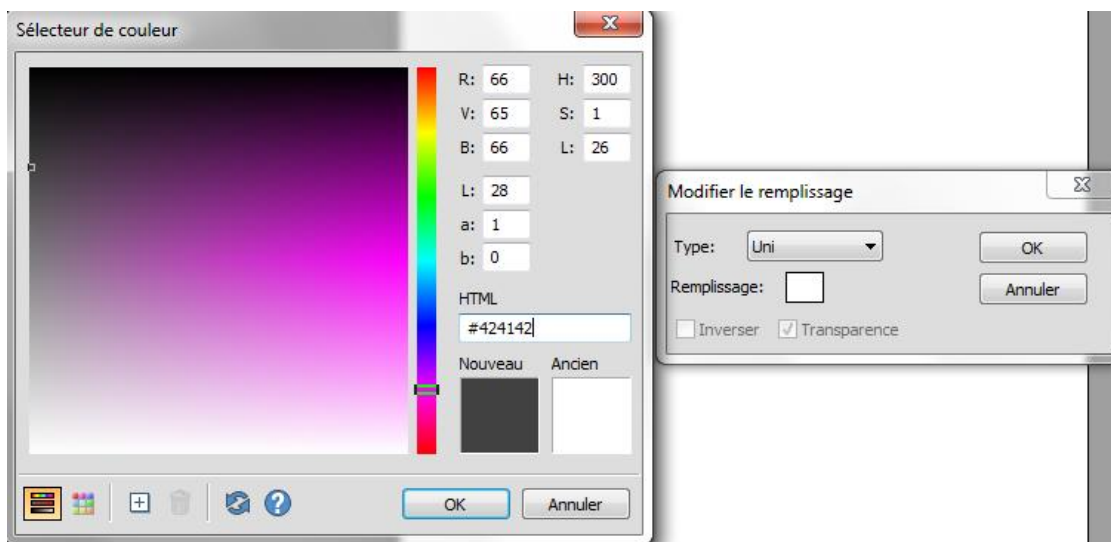 Sélecteur de couleur
R: 66 H: 300
V: 65 S: 1
B: 66 L: 26
L: 28
a: 1
b: 0
HTML
#424142
Nouveau Ancien
OK Annuler
Modifier le remplissage
Type: Uni OK
Remplissage: Annuler
Inverser Transparence